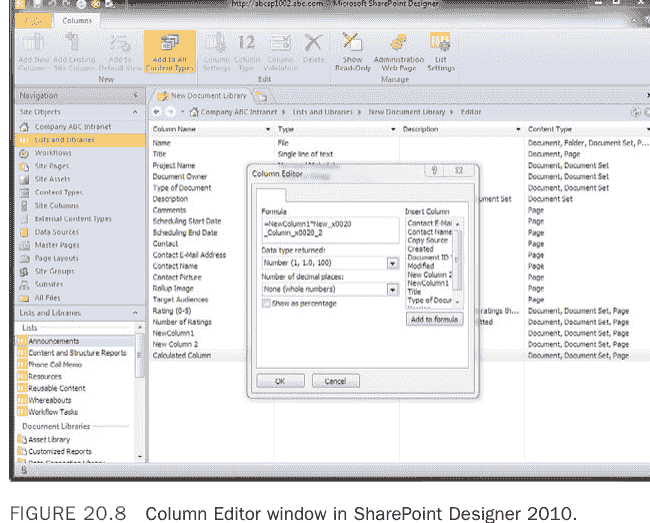 http://abcsp1002.abc.com - Microsoft SharePoint Designer
Columns
Add New Column
Add Existing Site Column
Add to Default View
Add to All Content Types
Column Settings
Column Type
Column Validation
Delete
Show Read-Only
Administration Web Page
List Settings
New
Edit
Manage
Navigation
New Document Library
Site Objects
Company ABC Intranet
Lists and Libraries
New Document Library
Editor
Company ABC Intranet
Lists and Libraries
Workflows
Site Pages
Site Assets
Content Types
Site Columns
External Content Types
Data Sources
Master Pages
Page Layouts
Site Groups
Subsites
All Files
Lists and Libraries
Lists
Announcements
Content and Structure Reports
Phone Call Memo
Resources
Reusable Content
Whereabouts
Workflow Tasks
Document Libraries
Asset Library
Customized Reports
Column Name Type Description Content Type
Name File Document, Folder, Document Set, P...
Title Single line of text Document, Page
Project Name Document, Document Set
Document Owner Document, Document Set
Type of Document Document, Document Set
Description ument Set Document Set
Comments Page
Scheduling Start Date Page
Scheduling End Date Page
Contact Page
Contact E-Mail Address Page
Contact Name Page
Contact Picture Page
Rollup Image Page
Target Audiences Page
Rating (0-5) ratings th... Document, Document Set, Page
Number of Ratings tted Document, Document Set, Page
NewColumn1 Document, Document Set, Page
New Column 2 Document, Document Set, Page
Calculated Column Document, Document Set, Page
Column Editor
Formula
=NewColumn1*New_x0020
_Column_x0020_2
Data type returned:
Number (1, 1.0, 100)
Number of decimal places:
None (whole numbers)
Show as percentage
Insert Column
Contact E-Mai
Contact Name
Copy Source
Created
Document ID
Modified
New Column 2
NewColumn1
Title
Type of Docu
Add to formula
OK
Cancel
FIGURE 20.8 Column Editor window in SharePoint Designer 2010.